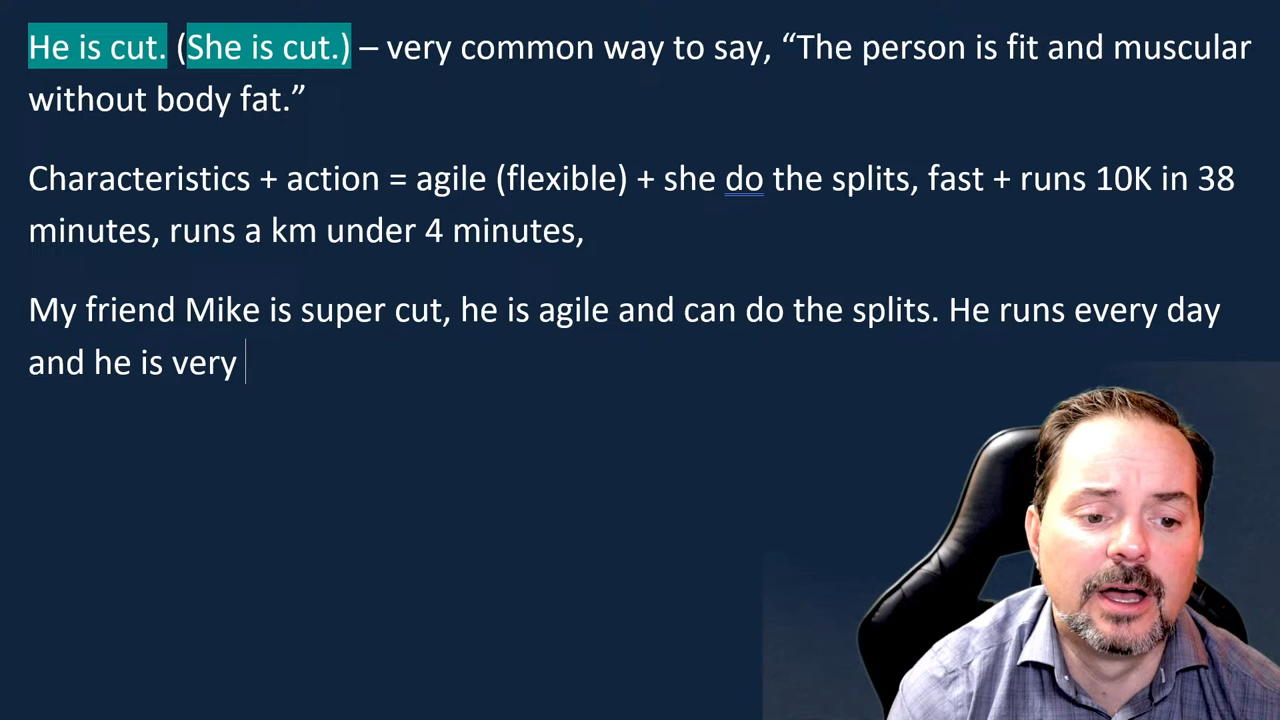 He is cut. (She is cut.) – very common way to say, “The person is fit and muscular
without body fat.”
Characteristics + action = agile (flexible) + she do the splits, fast + runs 10K in 38
minutes, runs a km under 4 minutes,
My friend Mike is super cut, he is agile and can do the splits. He runs every day
and he is very